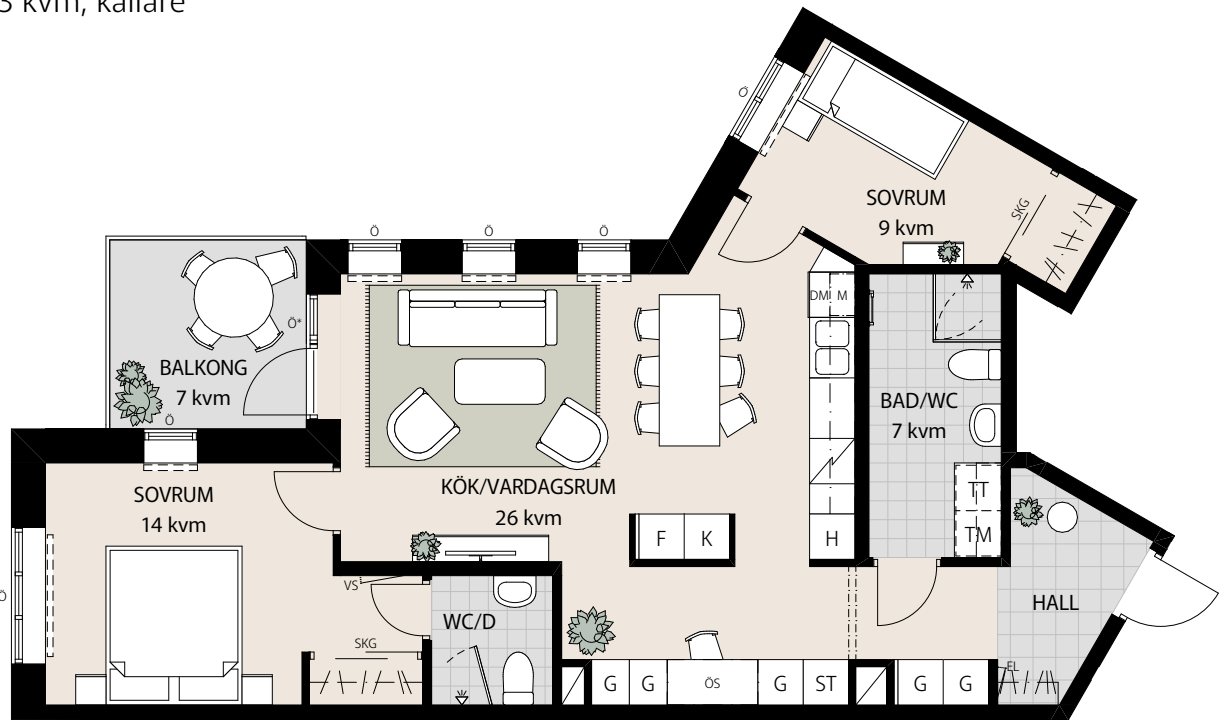 3 kvm, källare
Ö
SOVRUM
9 kvm
SKG
Ö
Ö
Ö
DM M
Ö*
BALKONG
7 kvm
Ö
BAD/WC
7 kvm
KÖK/VARDAGSRUM
26 kvm
SOVRUM
14 kvm
TT
TM
F K
H
Ö
VS
WC/D
HALL
SKG
EL
G G ÖS G ST G G